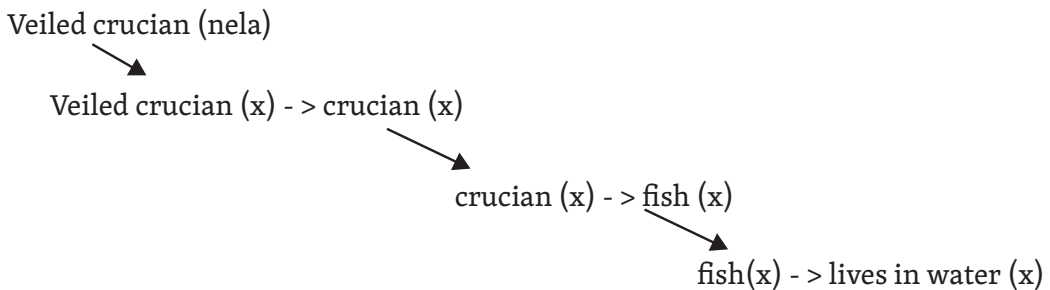 Veiled crucian (nela)
Veiled crucian (x) - > crucian (x)
crucian (x) - > fish (x)
fish(x) - > lives in water (x)